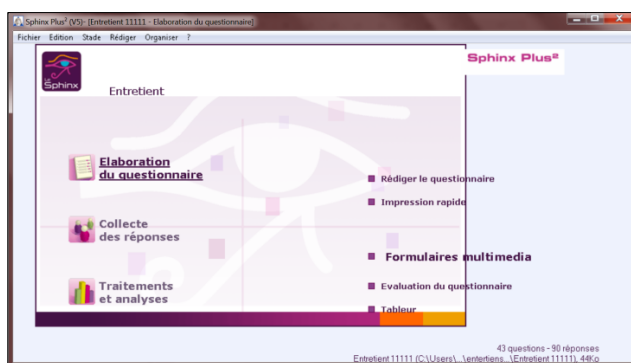 Sphinx Plus² (V5)- [Entretient 11111 - Elaboration du questionnaire]
Fichier Edition Stade Rédiger Organiser ?
Sphinx Plus²
LE
Sphinx
Entretient
Elaboration
du questionnaire
Rédiger le questionnaire
Impression rapide
Collecte
des réponses
Formulaires multimedia
Traitements
et analyses
Evaluation du questionnaire
Tableur
43 questions - 90 réponses
Entretient 11111 (C:\Users\...\entertiens...\Entretient 11111), 44Ko